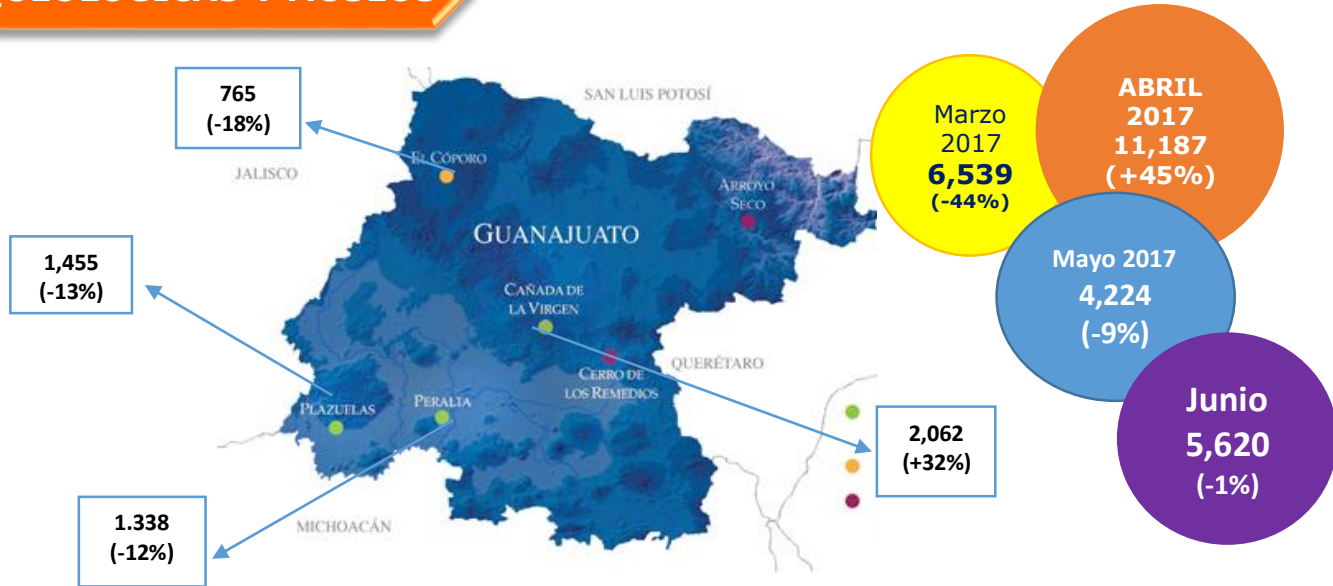 765
(-18%)
SAN LUIS POTOSÍ
Marzo
2017
6,539
(-44%)
ABRIL
2017
11,187
(+45%)
JALISCO
EL CÓPORO
ARROYO
SECO
GUANAJUATO
1,455
(-13%)
CAÑADA DE
LA VIRGEN
Mayo 2017
4,224
(-9%)
QUERÉTARO
CERRO DE
LOS REMEDIOS
PLAZUELAS
PERALTA
Junio
5,620
(-1%)
2,062
(+32%)
1.338
(-12%)
MICHOACÁN